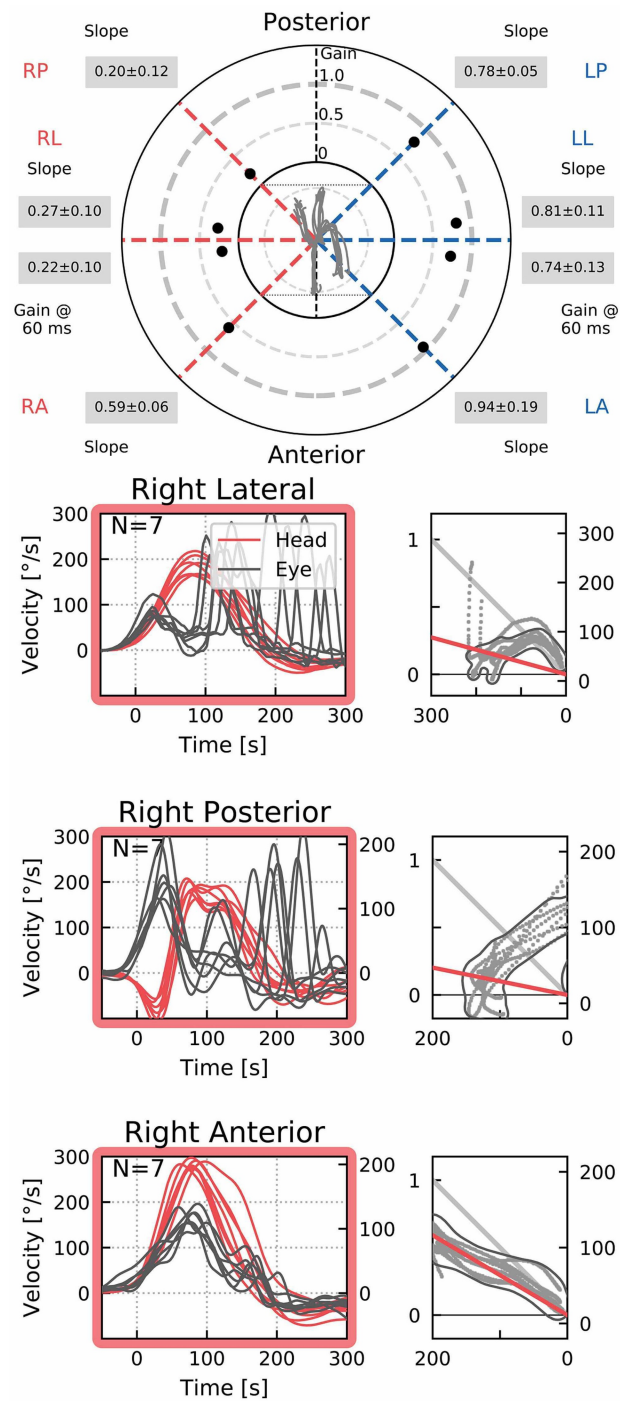 Posterior
Slope
Slope
Gain
RP
0.20±0.12
1.0
0.78±0.05
LP
0.5
RL
LL
Slope
Slope
0
0.27±0.10
0.81±0.11
0.22±0.10
0.74±0.13
Gain @
60 ms
Gain @
60 ms
RA
0.59±0.06
0.94±0.19
LA
Slope
Slope
Anterior
Right Lateral
N=7
Head
Eye
Velocity [°/s]
300
200
100
0
0
100
200
300
Time [s]
1
0
300
200
100
0
300
0
Right Posterior
N=7
Velocity [°/s]
300
200
100
0
200
100
0
0
100
200
300
Time [s]
1
0
200
100
0
200
0
Right Anterior
N=7
Velocity [°/s]
300
200
100
0
200
100
0
0
100
200
300
Time [s]
1
0
200
100
0
200
0